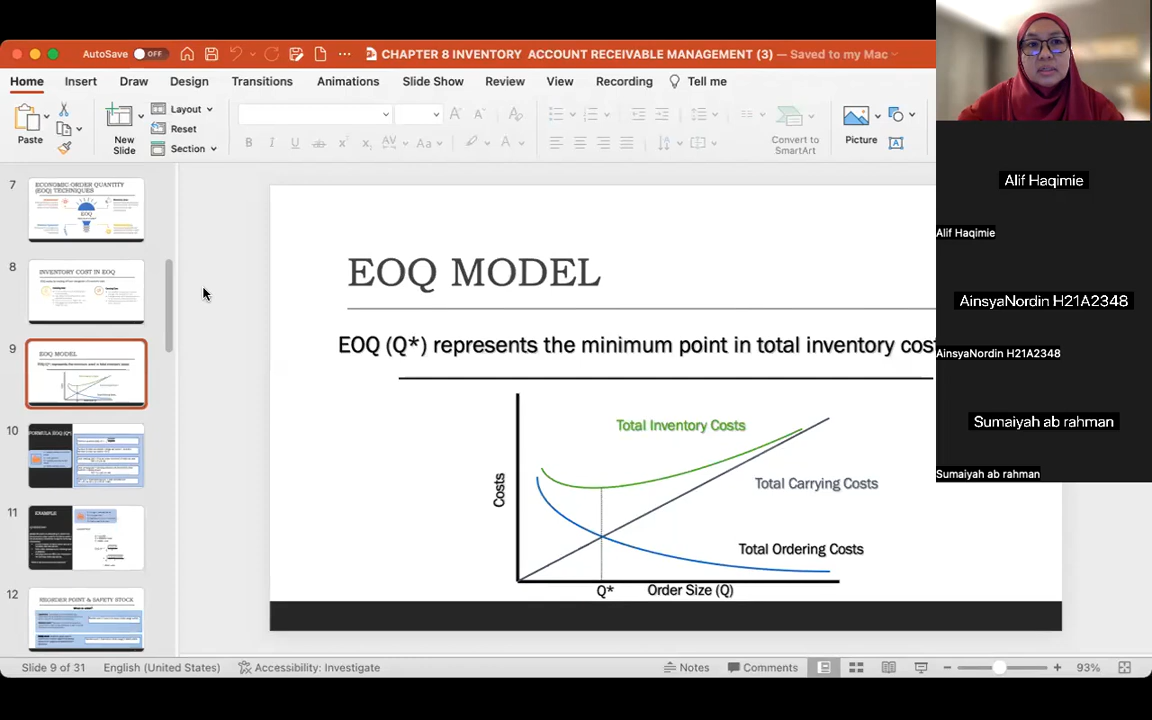 AutoSave OFF
CHAPTER 8 INVENTORY ACCOUNT RECEIVABLE MANAGEMENT (3) — Saved to my Mac
Home Insert Draw Design Transitions Animations Slide Show Review View Recording Tell me
Paste
New
Slide
Layout
Reset
Section
B I U ab x x AV Aa A
Convert to
SmartArt
Picture
7
ECONOMIC ORDER QUANTITY
(EOQ) TECHNIQUES
EOQ
8
INVENTORY COST IN EOQ
9
EOQ MODEL
10
FORMULA EOQ (Q*)
11
EXAMPLE
12
REORDER POINT & SAFETY STOCK
EOQ MODEL
EOQ (Q*) represents the minimum point in total inventory cos
Total Inventory Costs
Total Carrying Costs
Total Ordering Costs
Costs
Q*
Order Size (Q)
Alif Haqimie
Alif Haqimie
AinsyaNordin H21A2348
AinsyaNordin H21A2348
Sumaiyah ab rahman
Sumaiyah ab rahman
Slide 9 of 31 English (United States) Accessibility: Investigate Notes Comments 93%